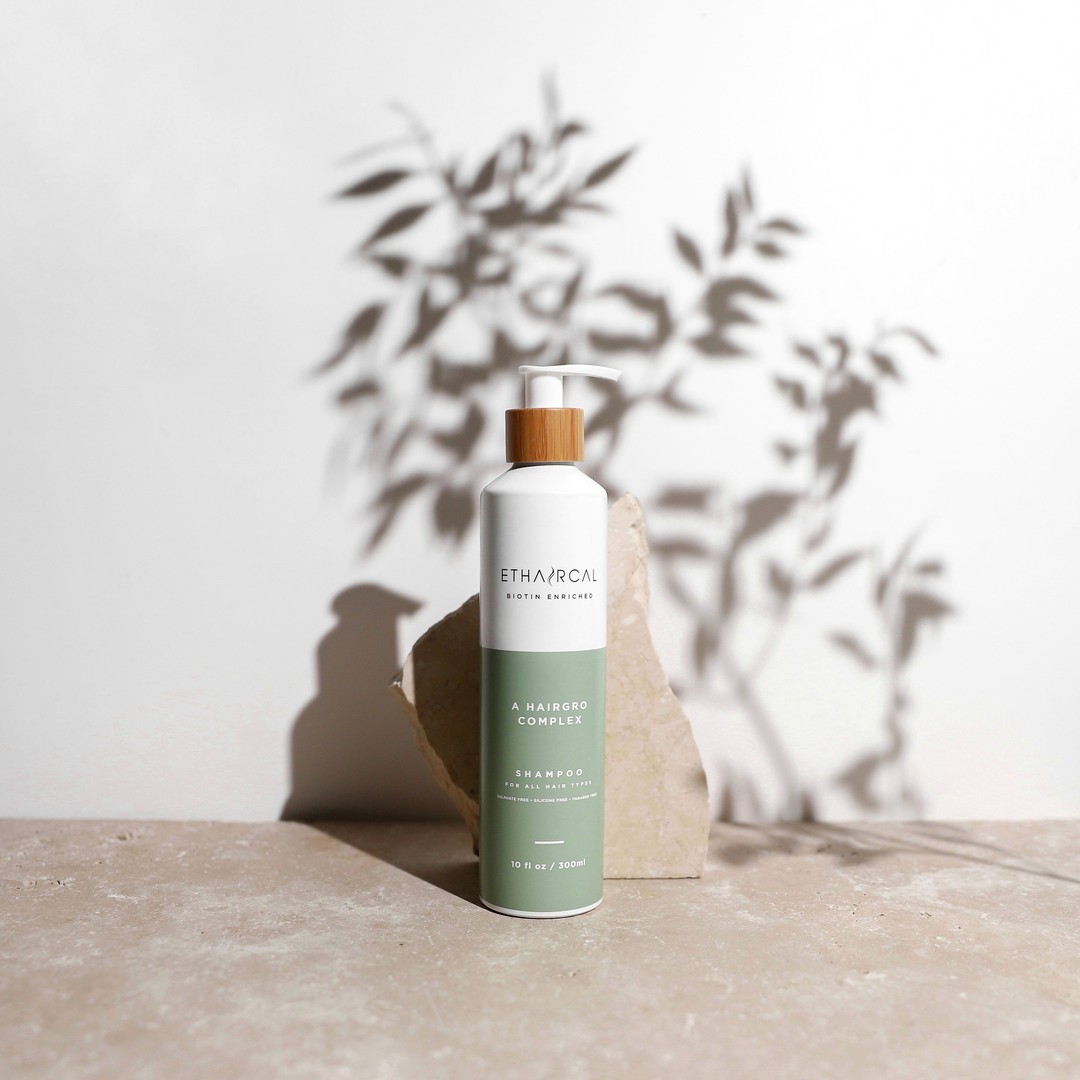 ETHAIRCAL
BIOTIN ENRICHED
A HAIRGRO
COMPLEX
SHAMPOO
FOR ALL HAIR TYPES
SULPHATE FREE • SILICONE FREE • PARABEN FREE
10 fl oz / 300ml